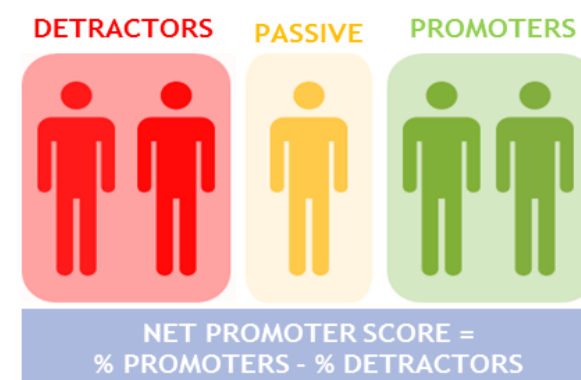 DETRACTORS PASSIVE PROMOTERS
NET PROMOTER SCORE =
% PROMOTERS - % DETRACTORS